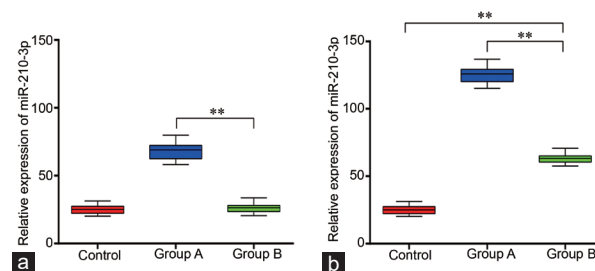 Relative expression of miR-210-3p
150
100
50
0
**
Control
Group A
Group B
a
Relative expression of miR-210-3p
150
100
50
0
**
**
Control
Group A
Group B
b